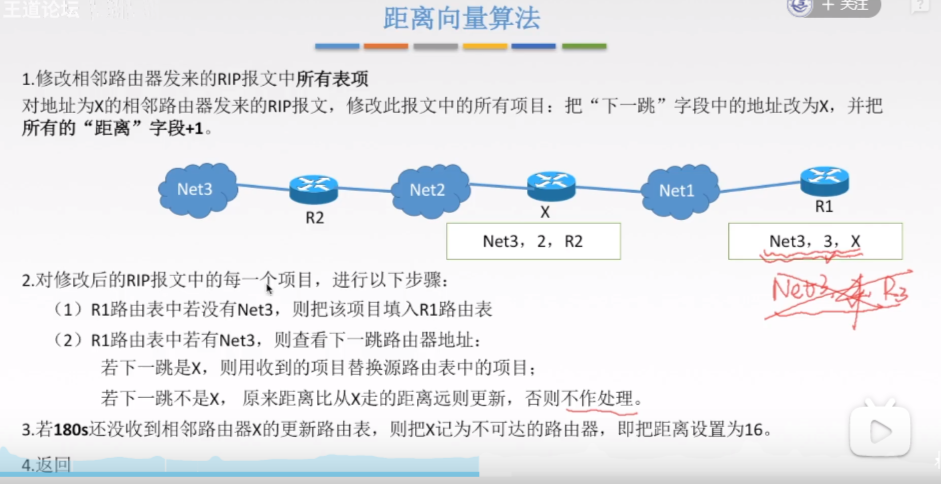 王道论坛
+ 关注
距离向量算法
1.修改相邻路由器发来的RIP报文中所有表项
对地址为X的相邻路由器发来的RIP报文，修改此报文中的所有项目：把“下一跳”字段中的地址改为X，并把
所有的“距离”字段+1。
Net3
R2
Net2
X
Net1
R1
Net3，2，R2
Net3，3，X
Net3
R3
2.对修改后的RIP报文中的每一个项目，进行以下步骤：
（1）R1路由表中若没有Net3，则把该项目填入R1路由表
（2）R1路由表中若有Net3，则查看下一跳路由器地址：
若下一跳是X，则用收到的项目替换源路由表中的项目；
若下一跳不是X， 原来距离比从X走的距离远则更新，否则不作处理。
3.若180s还没收到相邻路由器X的更新路由表，则把X记为不可达的路由器，即把距离设置为16。
4.返回